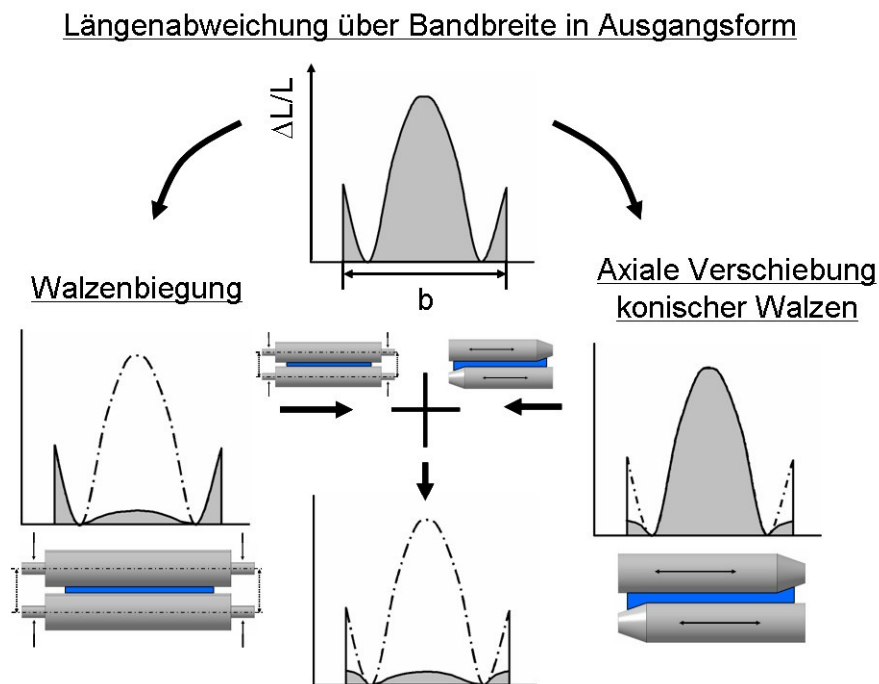 Längenabweichung über Bandbreite in Ausgangsform
ΔL/L
b
Walzenbiegung
Axiale Verschiebung
konischer Walzen